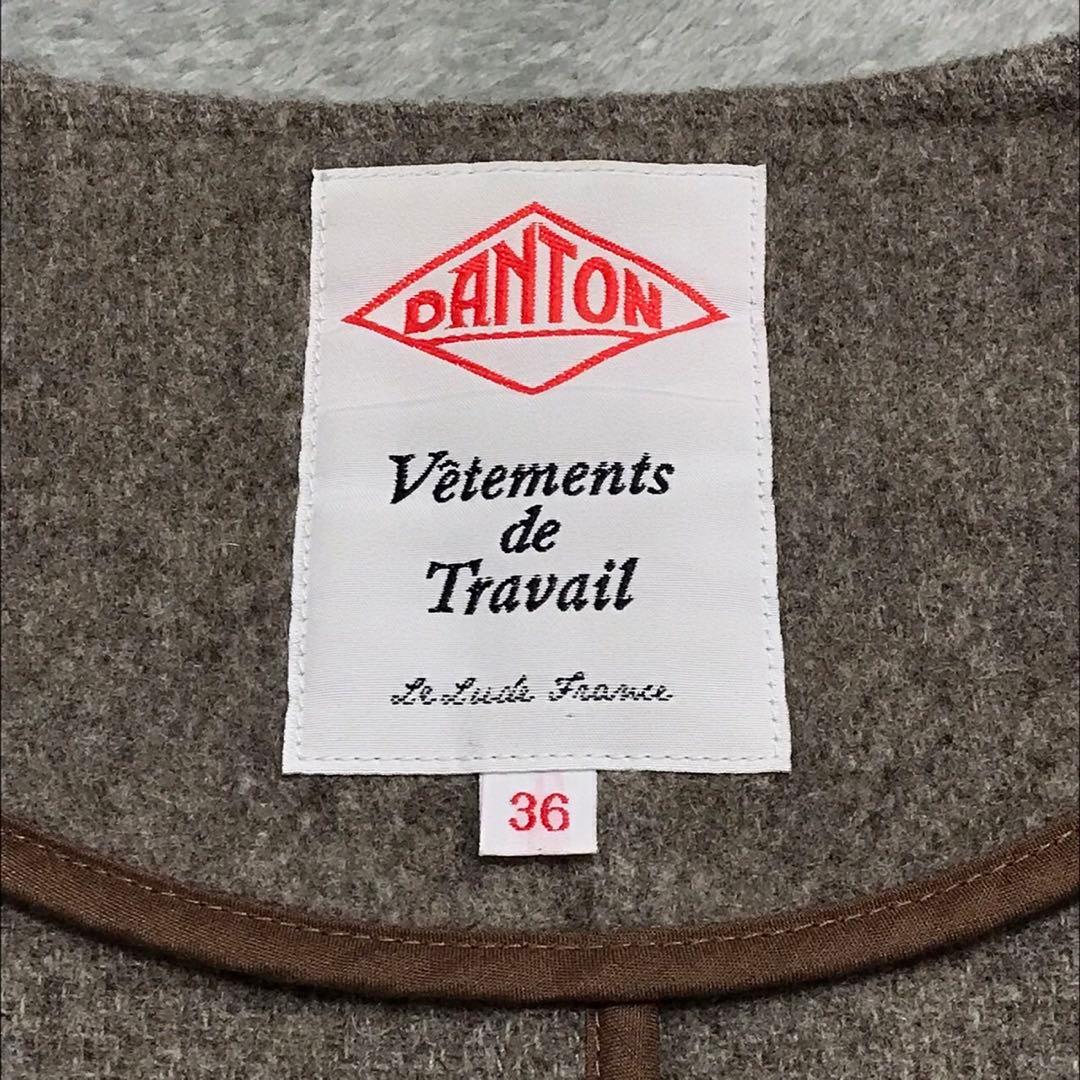 DANTON
Vêtements
de
Travail
Le Lude France
36